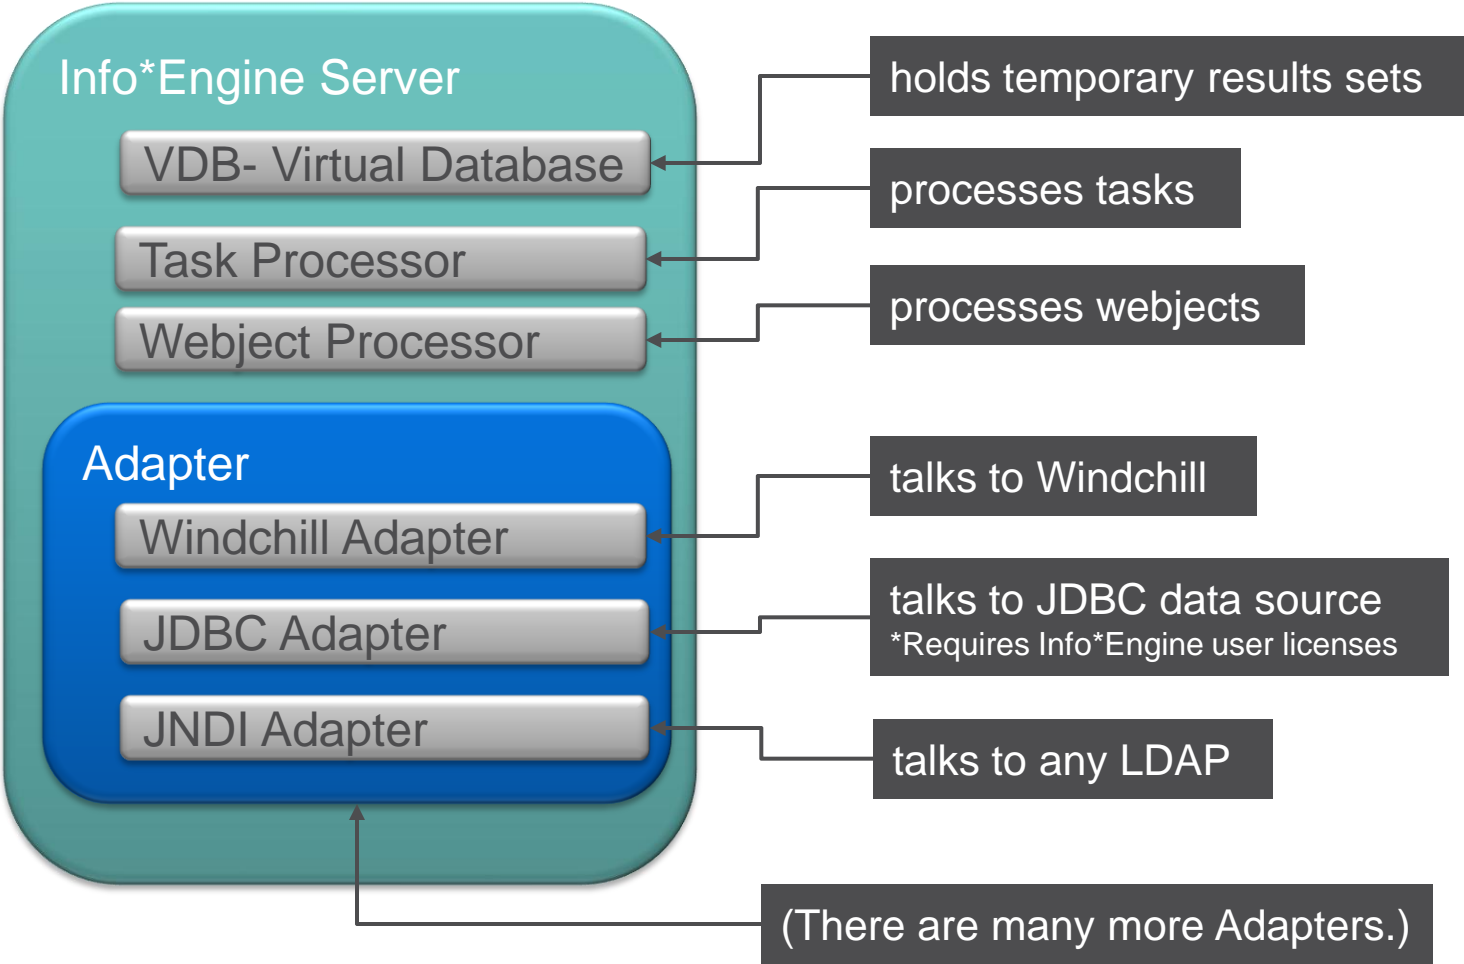 Info*Engine Server
holds temporary results sets
VDB- Virtual Database
processes tasks
Task Processor
processes webjects
Webject Processor
Adapter
talks to Windchill
Windchill Adapter
talks to JDBC data source
*Requires Info*Engine user licenses
JDBC Adapter
JNDI Adapter
talks to any LDAP
(There are many more Adapters.)